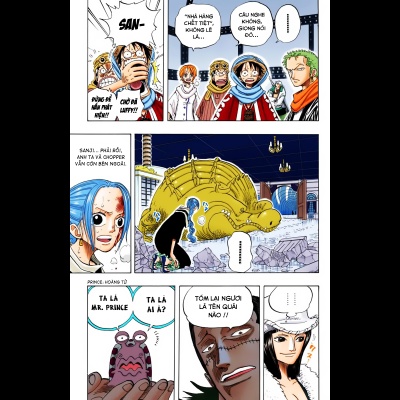 SAN-
"NHÀ HÀNG
CHẾT TIỆT",
KHÔNG LẼ
LÀ...
CÂU NGHE
KHÔNG,
GIỌNG NÓI
ĐÓ...
ĐỪNG ĐỂ
HẮN PHÁT
HIỆN!!
CHỜ ĐÃ
LUFFY!!
SANJI... PHẢI RỒI,
ANH TA VÀ CHOPPER
VẪN CÒN BÊN NGOÀI.
PRINCE: HOÀNG TỬ
TA LÀ
MR. PRINCE
TA LÀ
AI À?
TÓM LẠI NGƯƠI
LÀ TÊN QUÁI
NÀO !!